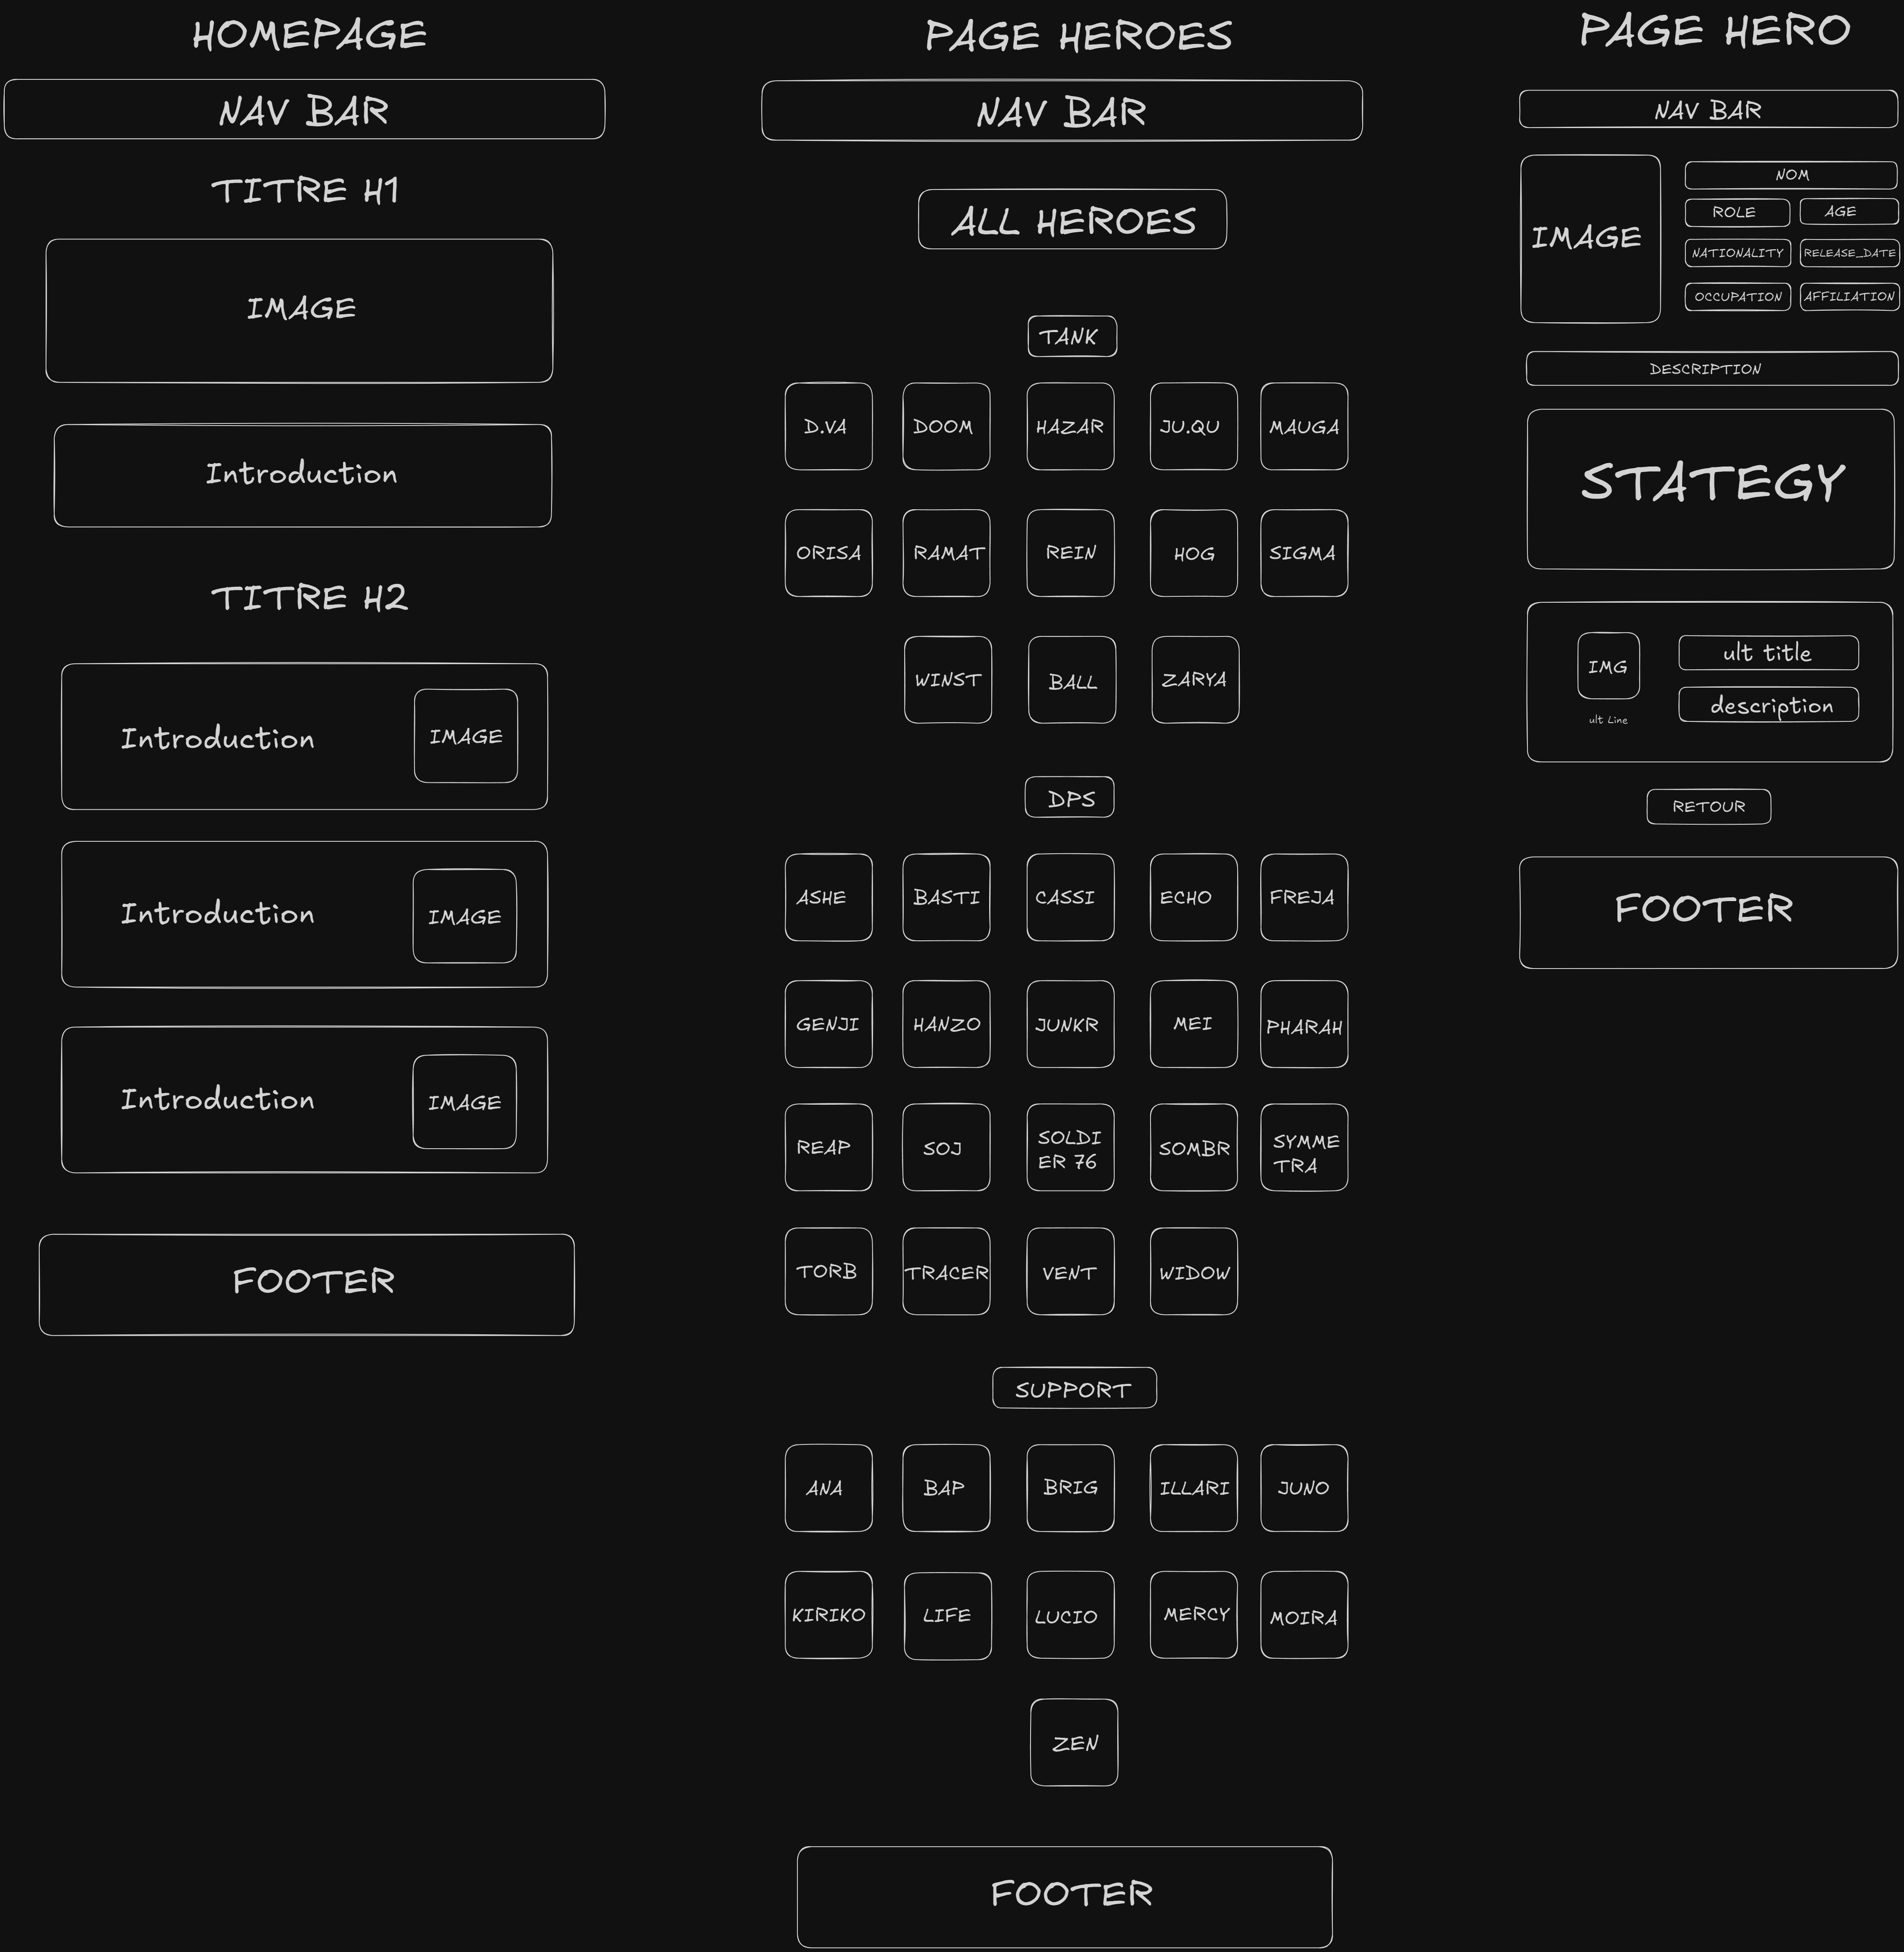 HOMEPAGE
NAV BAR
TITRE H1
IMAGE
Introduction
TITRE H2
Introduction
IMAGE
Introduction
IMAGE
Introduction
IMAGE
FOOTER
PAGE HEROES
NAV BAR
ALL HEROES
TANK
D.VA
DOOM
HAZAR
JU.QU
MAUGA
ORISA
RAMAT
REIN
HOG
SIGMA
WINST
BALL
ZARYA
DPS
ASHE
BASTI
CASSI
ECHO
FREJA
GENJI
HANZO
JUNKR
MEI
PHARAH
REAP
SOJ
SOLDI
ER 76
SOMBR
SYMME
TRA
TORB
TRACER
VENT
WIDOW
SUPPORT
ANA
BAP
BRIG
ILLARI
JUNO
KIRIKO
LIFE
LUCIO
MERCY
MOIRA
ZEN
FOOTER
PAGE HERO
NAV BAR
IMAGE
NOM
ROLE
AGE
NATIONALITY
RELEASE_DATE
OCCUPATION
AFFILIATION
DESCRIPTION
STATEGY
IMG
ult Line
ult title
description
RETOUR
FOOTER